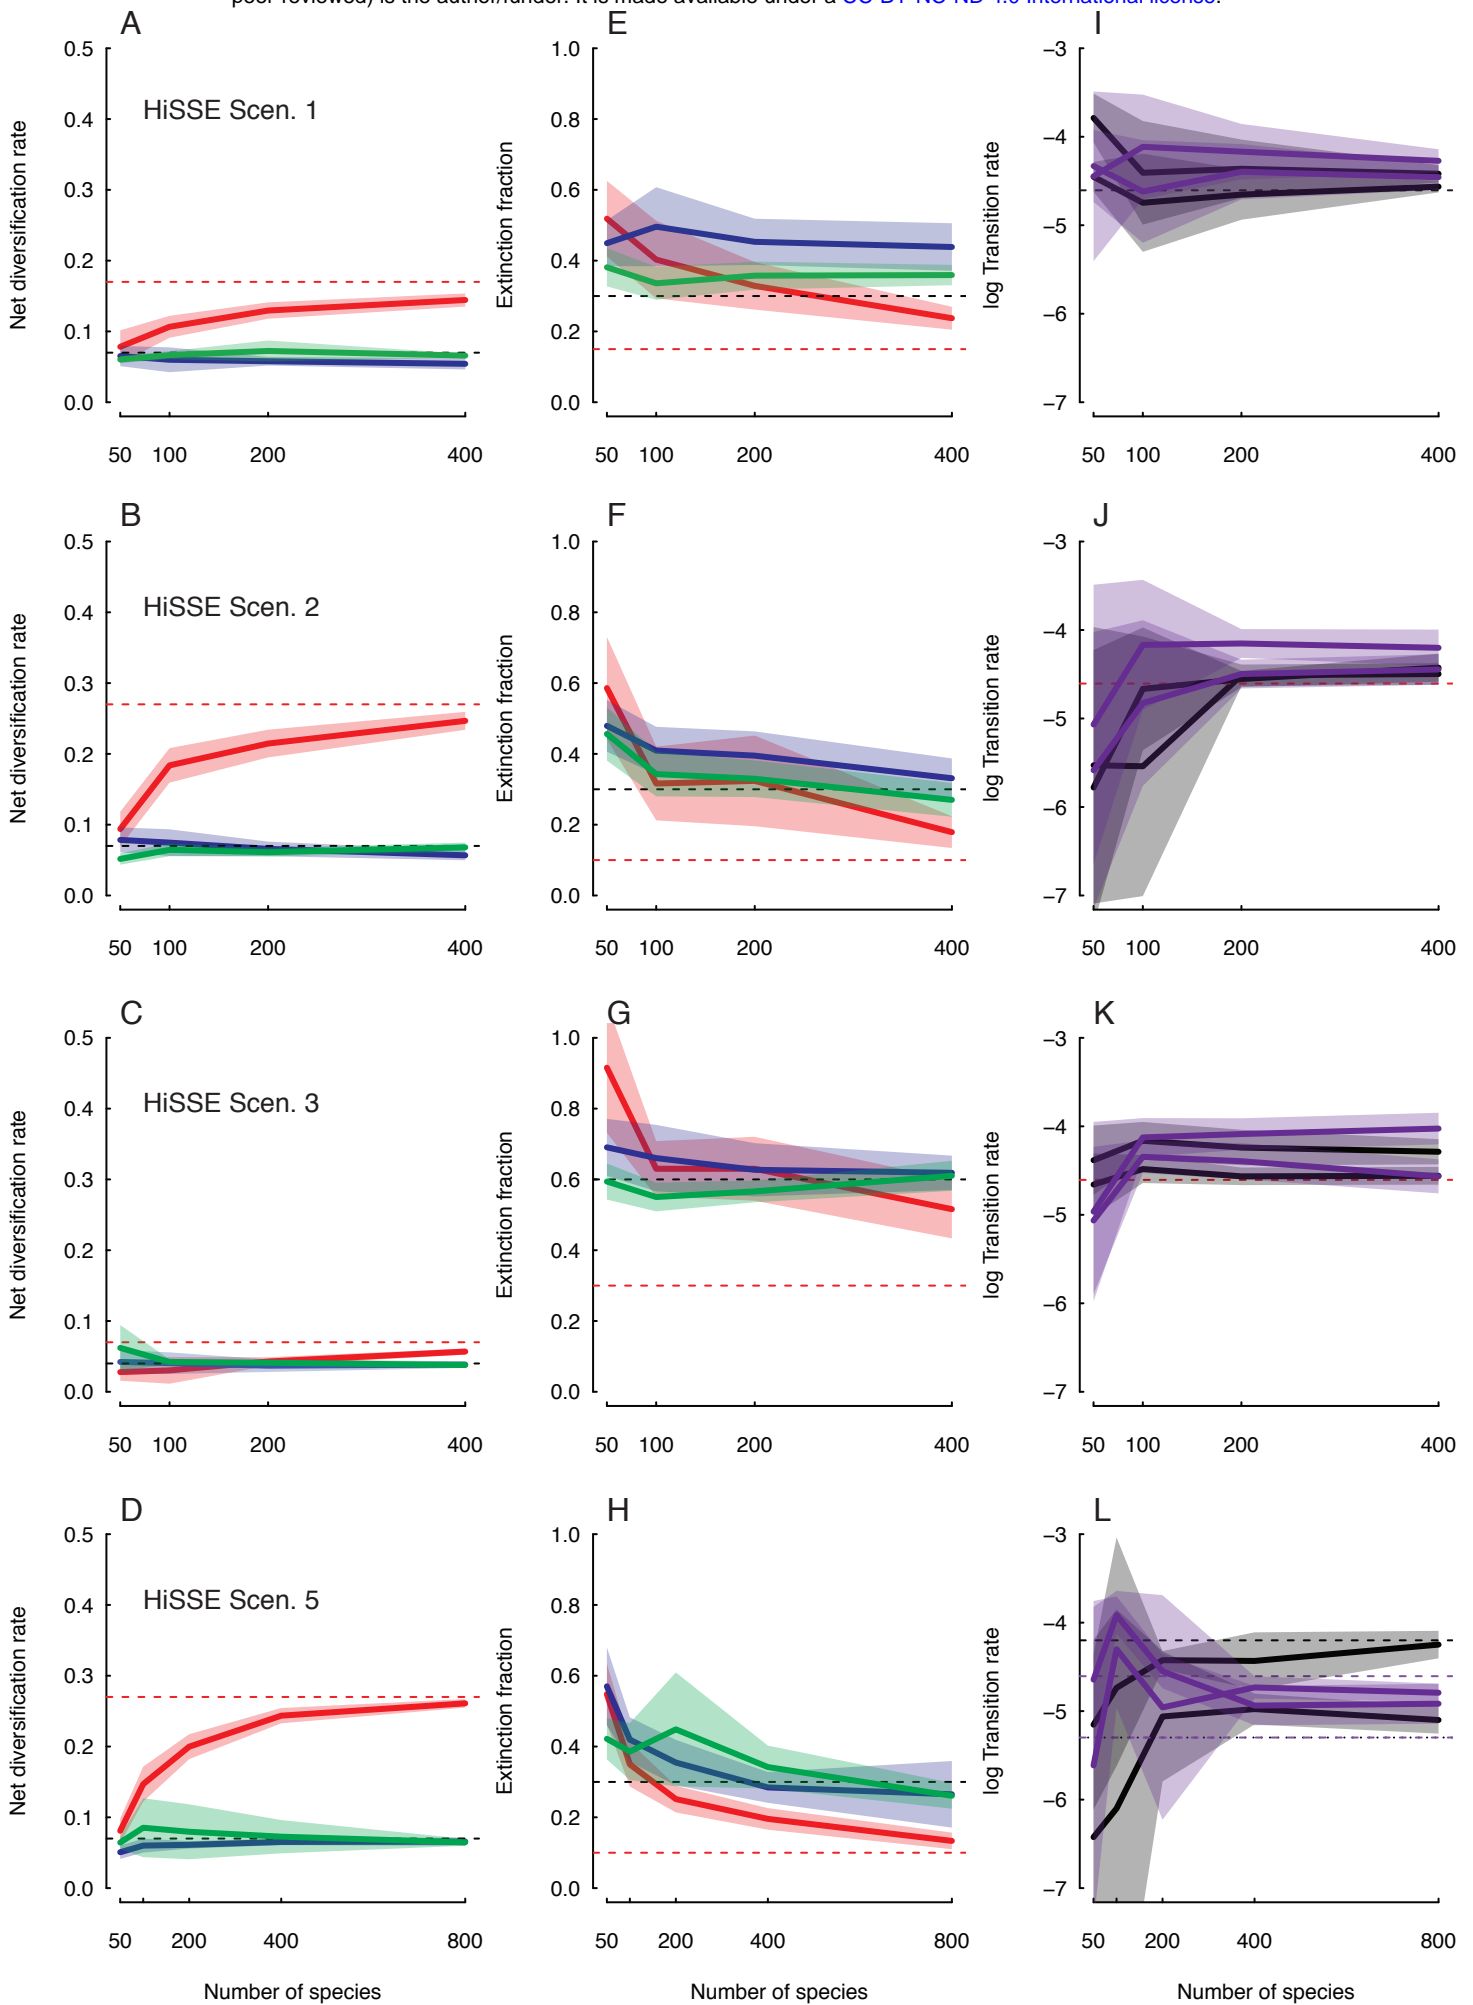 peer-reviewed) is the author/funder. It is made available under a CC-BY-NC-ND 4.0 International license.
A
E
I
0.5
0.4
0.3
0.2
0.1
0.0
Net diversification rate
HiSSE Scen. 1
50 100 200 400
1.0
0.8
0.6
0.4
0.2
0.0
Extinction fraction
50 100 200 400
−3
−4
−5
−6
−7
log Transition rate
50 100 200 400
B
F
J
0.5
0.4
0.3
0.2
0.1
0.0
Net diversification rate
HiSSE Scen. 2
50 100 200 400
1.0
0.8
0.6
0.4
0.2
0.0
Extinction fraction
50 100 200 400
−3
−4
−5
−6
−7
log Transition rate
50 100 200 400
C
G
K
0.5
0.4
0.3
0.2
0.1
0.0
Net diversification rate
HiSSE Scen. 3
50 100 200 400
1.0
0.8
0.6
0.4
0.2
0.0
Extinction fraction
50 100 200 400
−3
−4
−5
−6
−7
log Transition rate
50 100 200 400
D
H
L
0.5
0.4
0.3
0.2
0.1
0.0
Net diversification rate
HiSSE Scen. 5
50 200 400 800
Number of species
1.0
0.8
0.6
0.4
0.2
0.0
Extinction fraction
50 200 400 800
Number of species
−3
−4
−5
−6
−7
log Transition rate
50 200 400 800
Number of species